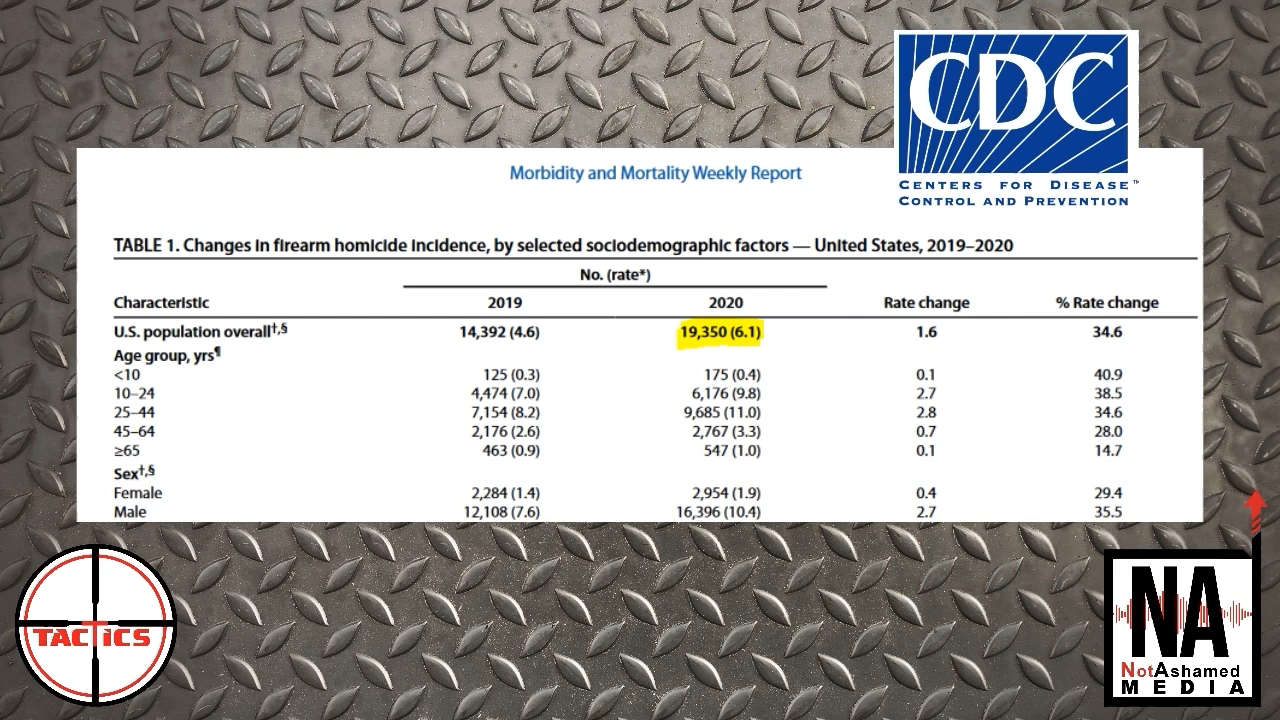 CDC
CENTERS FOR DISEASE™
CONTROL AND PREVENTION
Morbidity and Mortality Weekly Report
TABLE 1. Changes in firearm homicide incidence, by selected sociodemographic factors — United States, 2019–2020
No. (rate*)
Characteristic 2019 2020 Rate change % Rate change
U.S. population overall†,§ 14,392 (4.6) 19,350 (6.1) 1.6 34.6
Age group, yrs¶
<10 125 (0.3) 175 (0.4) 0.1 40.9
10–24 4,474 (7.0) 6,176 (9.8) 2.7 38.5
25–44 7,154 (8.2) 9,685 (11.0) 2.8 34.6
45–64 2,176 (2.6) 2,767 (3.3) 0.7 28.0
≥65 463 (0.9) 547 (1.0) 0.1 14.7
Sex†,§
Female 2,284 (1.4) 2,954 (1.9) 0.4 29.4
Male 12,108 (7.6) 16,396 (10.4) 2.7 35.5
TACTICS
NA
NotAshamed
MEDIA